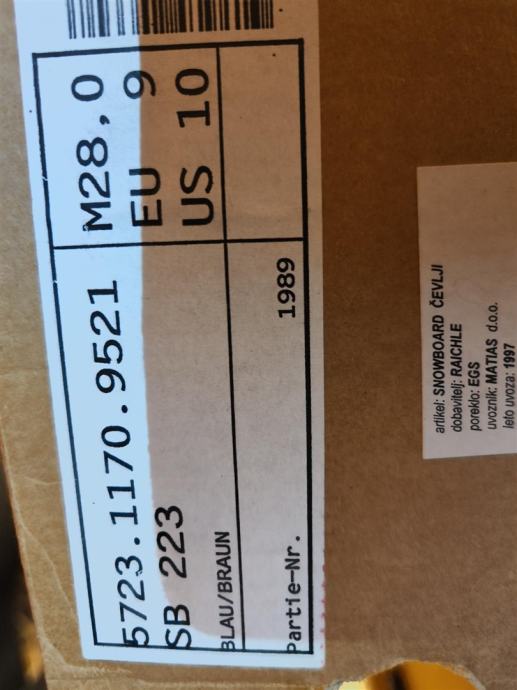 5723.1170.9521
SB 223
BLAU/BRAUN
Partie-Nr. 1989
M28,0
EU 9
US 10
artikel: SNOWBOARD ČEVLJI
dobavitelj: RAICHLE
poreklo: EGS
uvoznik: MATIAS d.o.o.
leto uvoza: 1997